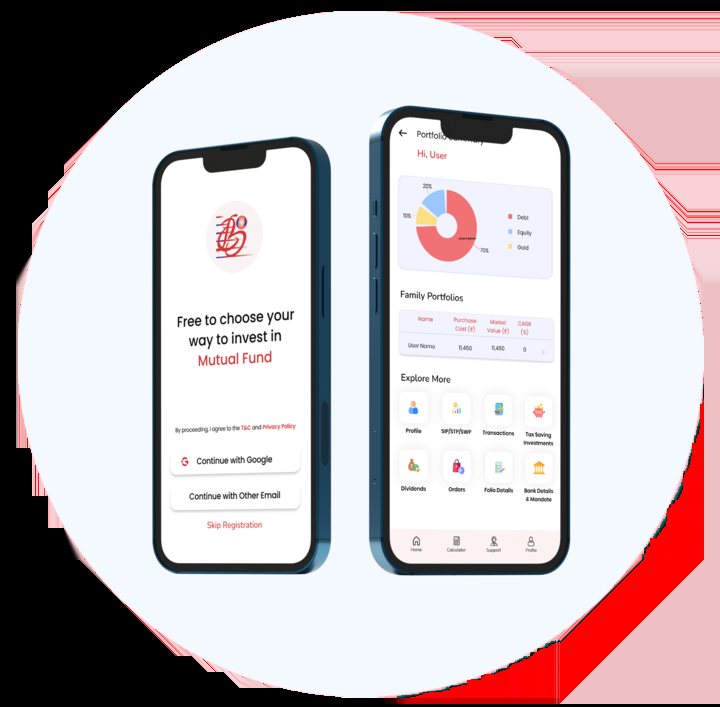 Free to choose your
way to invest in
Mutual Fund
By proceeding, I agree to the T&C and Privacy Policy
Continue with Google
Continue with Other Email
Skip Registration
Portfolio Summary
Hi, User
20%
10%
70%
Debt
Equity
Gold
Family Portfolios
Name Purchase Market CAGR
Cost (₹) Value (₹) (%)
User Name 11,450 11,450 0
Explore More
Profile SIP/STP/SWP Transactions Tax Saving
Investments
Dividends Orders Folio Details Bank Details
& Mandate
Home Calculator Support Profile